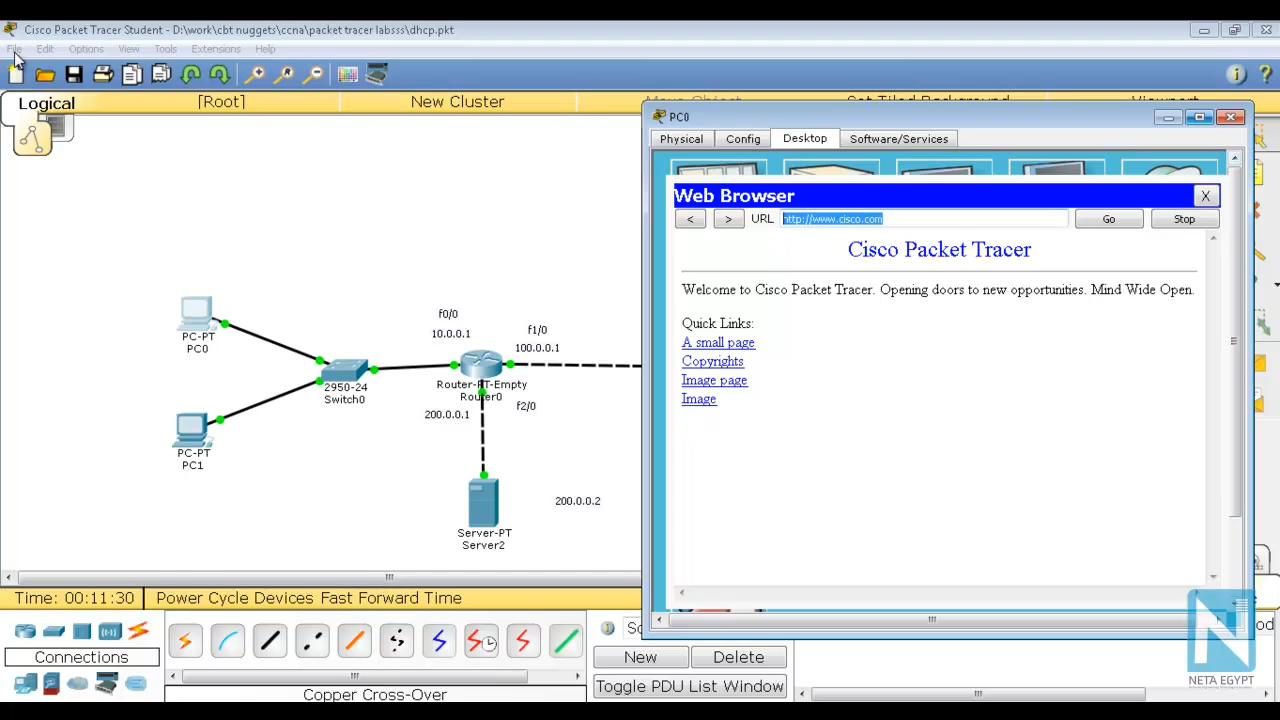 Cisco Packet Tracer Student - D:\work\cbt nuggets\ccna\packet tracer labsss\dhcp.pkt
File Edit Options View Tools Extensions Help
Logical
[Root]
New Cluster
Move Object
Set Tiled Background
Viewport
PC0
Physical Config Desktop Software/Services
Web Browser
X
< > URL http://www.cisco.com Go Stop
Cisco Packet Tracer
Welcome to Cisco Packet Tracer. Opening doors to new opportunities. Mind Wide Open.
Quick Links:
A small page
Copyrights
Image page
Image
PC-PT
PC0
PC-PT
PC1
2950-24
Switch0
f0/0
10.0.0.1
f1/0
100.0.0.1
Router-PT-Empty
Router0
200.0.0.1
f2/0
Server-PT
Server2
200.0.0.2
Time: 00:11:30 Power Cycle Devices Fast Forward Time
Connections
Copper Cross-Over
New
Delete
Toggle PDU List Window
NETA EGYPT